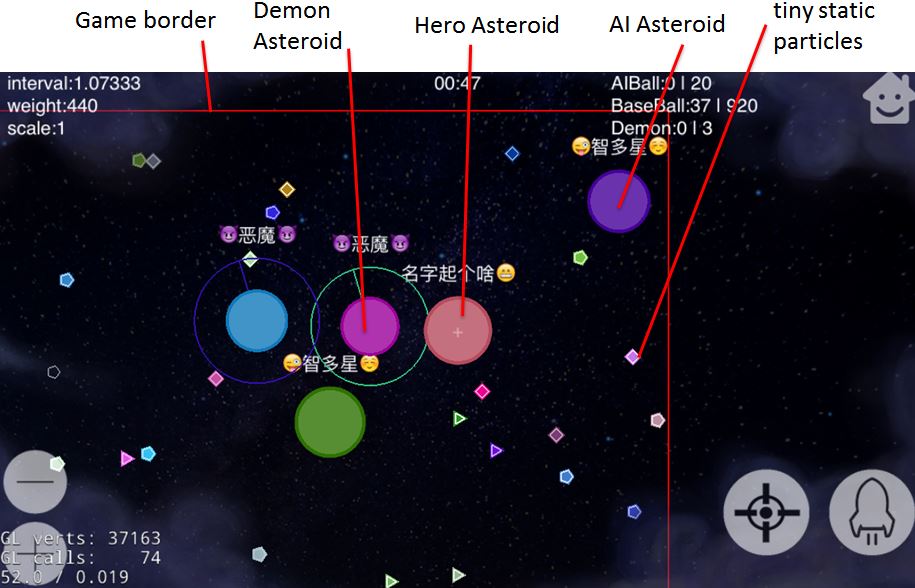 Game border
Demon
Asteroid
Hero Asteroid
AI Asteroid
tiny static
particles
interval:1.07333
00:47
AIBall:0 | 20
weight:440
BaseBall:37 | 920
scale:1
Demon:0 | 3
😜智多星☺️
😈恶魔😈
😈恶魔😈
名字起个啥😁
😜智多星☺️
GL verts: 37163
GL calls: 74
52.0 / 0.019